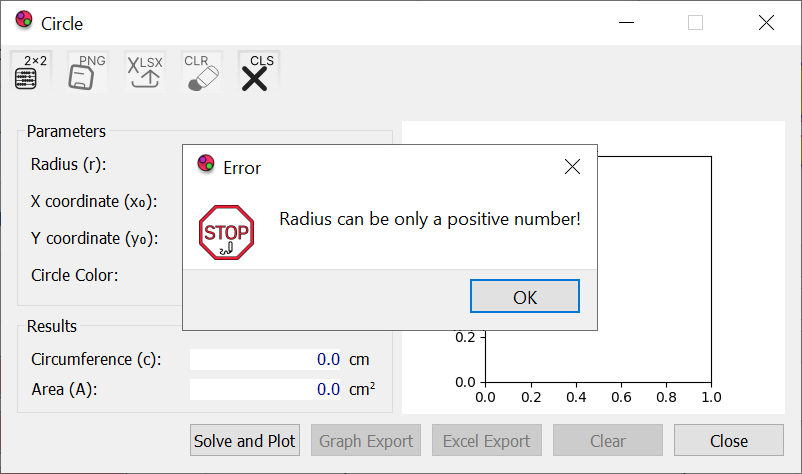 Circle
2×2
PNG
XLSX
CLR
CLS
Parameters
Radius (r):
X coordinate (x₀):
Y coordinate (y₀):
Circle Color:
Error
STOP
Radius can be only a positive number!
OK
Results
Circumference (c): 0.0 cm
Area (A): 0.0 cm²
0.2
0.0
0.0 0.2 0.4 0.6 0.8 1.0
Solve and Plot Graph Export Excel Export Clear Close